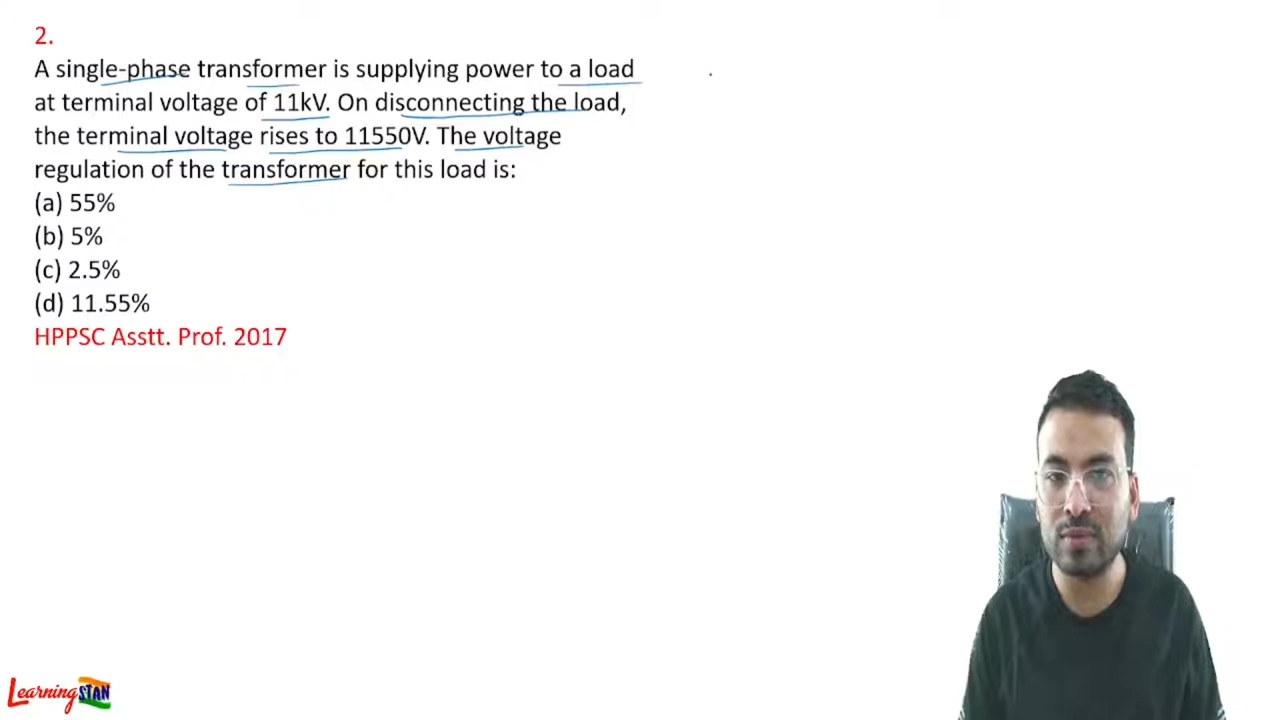 2.
A single-phase transformer is supplying power to a load
at terminal voltage of 11kV. On disconnecting the load,
the terminal voltage rises to 11550V. The voltage
regulation of the transformer for this load is:
(a) 55%
(b) 5%
(c) 2.5%
(d) 11.55%
HPPSC Asstt. Prof. 2017
LearningSTAN